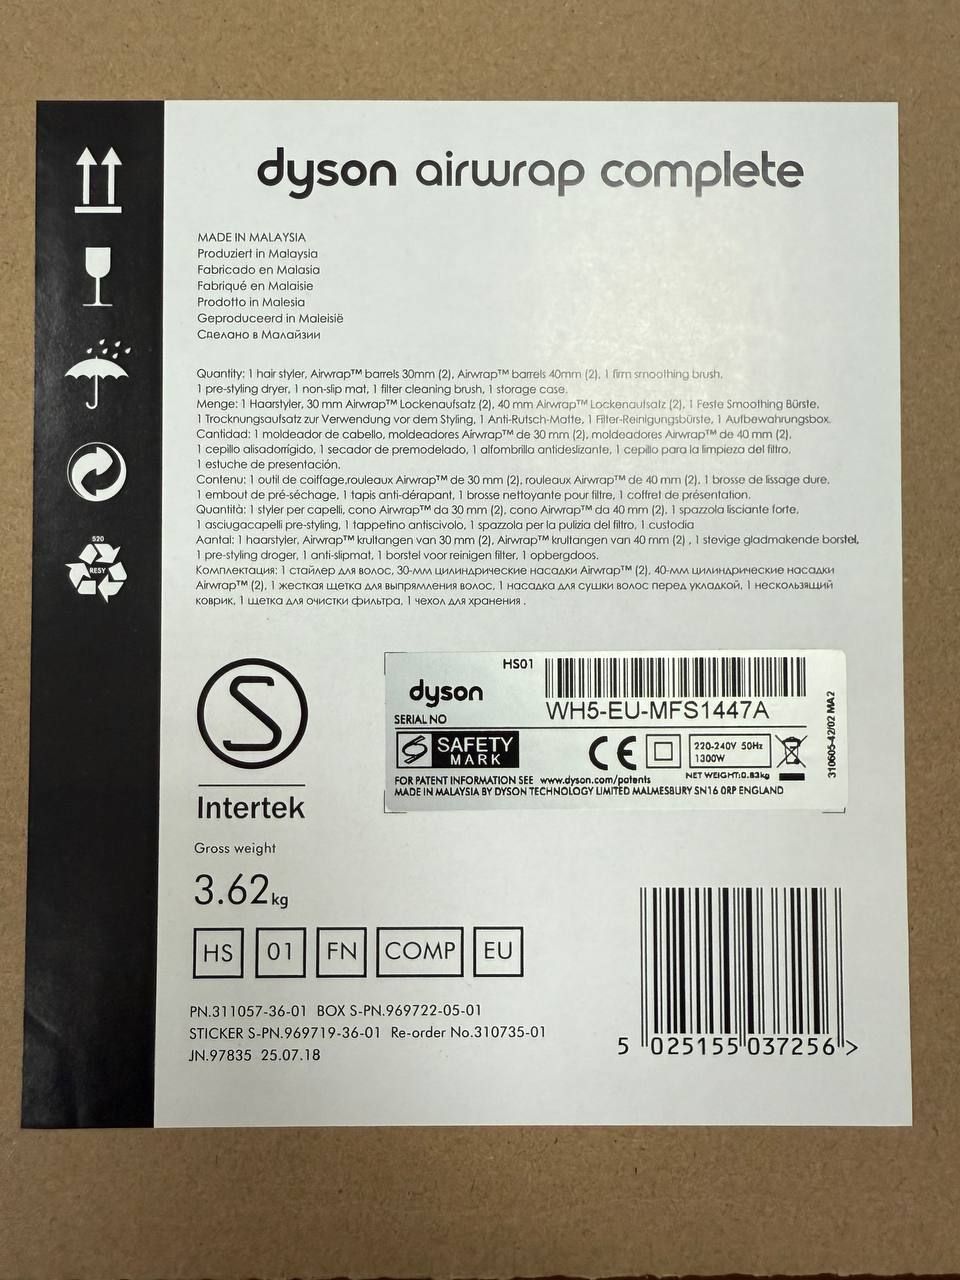 dyson airwrap complete
MADE IN MALAYSIA
Produziert in Malaysia
Fabricado en Malasia
Fabriqué en Malaisie
Prodotto in Malesia
Geproduceerd in Maleisië
Сделано в Малайзии
Quantity: 1 hair styler, Airwrap™ barrels 30mm (2), Airwrap™ barrels 40mm (2), 1 firm smoothing brush,
1 pre-styling dryer, 1 non-slip mat, 1 filter cleaning brush, 1 storage case.
Menge: 1 Haarstyler, 30 mm Airwrap™ Lockenaufsatz (2), 40 mm Airwrap™ Lockenaufsatz (2), 1 Feste Smoothing Bürste,
1 Trocknungsaufsatz zur Verwendung vor dem Styling, 1 Anti-Rutsch-Matte, 1 Filter-Reinigungsbürste, 1 Aufbewahrungsbox.
Cantidad: 1 moldeador de cabello, moldeadores Airwrap™ de 30 mm (2), moldeadores Airwrap™ de 40 mm (2),
1 cepillo alisadorrigido, 1 secador de premodelado, 1 alfombrilla antideslizante, 1 cepillo para la limpieza del filtro,
1 estuche de presentación.
Contenu: 1 outil de coiffage,rouleaux Airwrap™ de 30 mm (2), rouleaux Airwrap™ de 40 mm (2), 1 brosse de lissage dure,
1 embout de pré-séchage, 1 tapis anti-dérapant, 1 brosse nettoyante pour filtre, 1 coffret de présentation.
Quantità: 1 styler per capelli, cono Airwrap™ da 30 mm (2), cono Airwrap™ da 40 mm (2), 1 spazzola lisciante forte,
1 asciugacapelli pre-styling, 1 tappetino antiscivolo, 1 spazzola per la pulizia del filtro, 1 custodia
Aantal: 1 haarstyler, Airwrap™ krultangen van 30 mm (2), Airwrap™ krultangen van 40 mm (2) , 1 stevige gladmakende borstel,
1 pre-styling droger, 1 anti-slipmat, 1 borstel voor reinigen filter, 1 opbergdoos.
Комплектация: 1 стайлер для волос, 30-мм цилиндрические насадки Airwrap™ (2), 40-мм цилиндрические насадки
Airwrap™ (2), 1 жесткая щетка для выпрямления волос, 1 насадка для сушки волос перед укладкой, 1 нескользящий
коврик, 1 щетка для очистки фильтра, 1 чехол для хранения .
520
RESY
HS01
dyson
SERIAL NO
WH5-EU-MFS1447A
SAFETY
MARK
CE
220-240V 50Hz
1300W
NET WEIGHT:0.83kg
FOR PATENT INFORMATION SEE www.dyson.com/patents
MADE IN MALAYSIA BY DYSON TECHNOLOGY LIMITED MALMESBURY SN16 0RP ENGLAND
310605-42/02 MA2
S
Intertek
Gross weight
3.62kg
HS 01 FN COMP EU
PN.311057-36-01 BOX S-PN.969722-05-01
STICKER S-PN.969719-36-01 Re-order No.310735-01
JN.97835 25.07.18
5 025155 037256 >